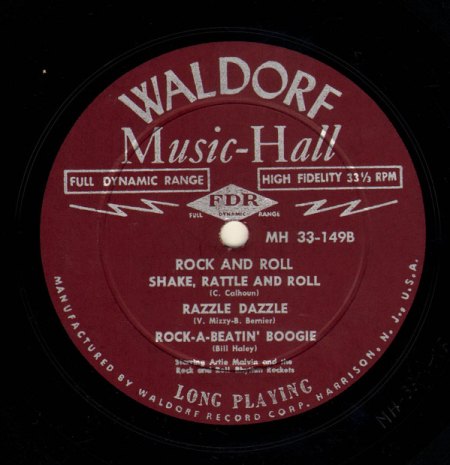 WALDORF
Music-Hall
FULL DYNAMIC RANGE
HIGH FIDELITY 33⅓ RPM
FDR
FULL DYNAMIC RANGE
MH 33-149B
ROCK AND ROLL
SHAKE, RATTLE AND ROLL
(C. Calhoun)
RAZZLE DAZZLE
(V. Mizzy-B. Bernier)
ROCK-A-BEATIN' BOOGIE
(Bill Haley)
Starring Artie Malvin and the
Rock and Roll Rhythm Rockets
LONG PLAYING
MANUFACTURED BY WALDORF RECORD CORP. HARRISON, N. J., U.S.A.